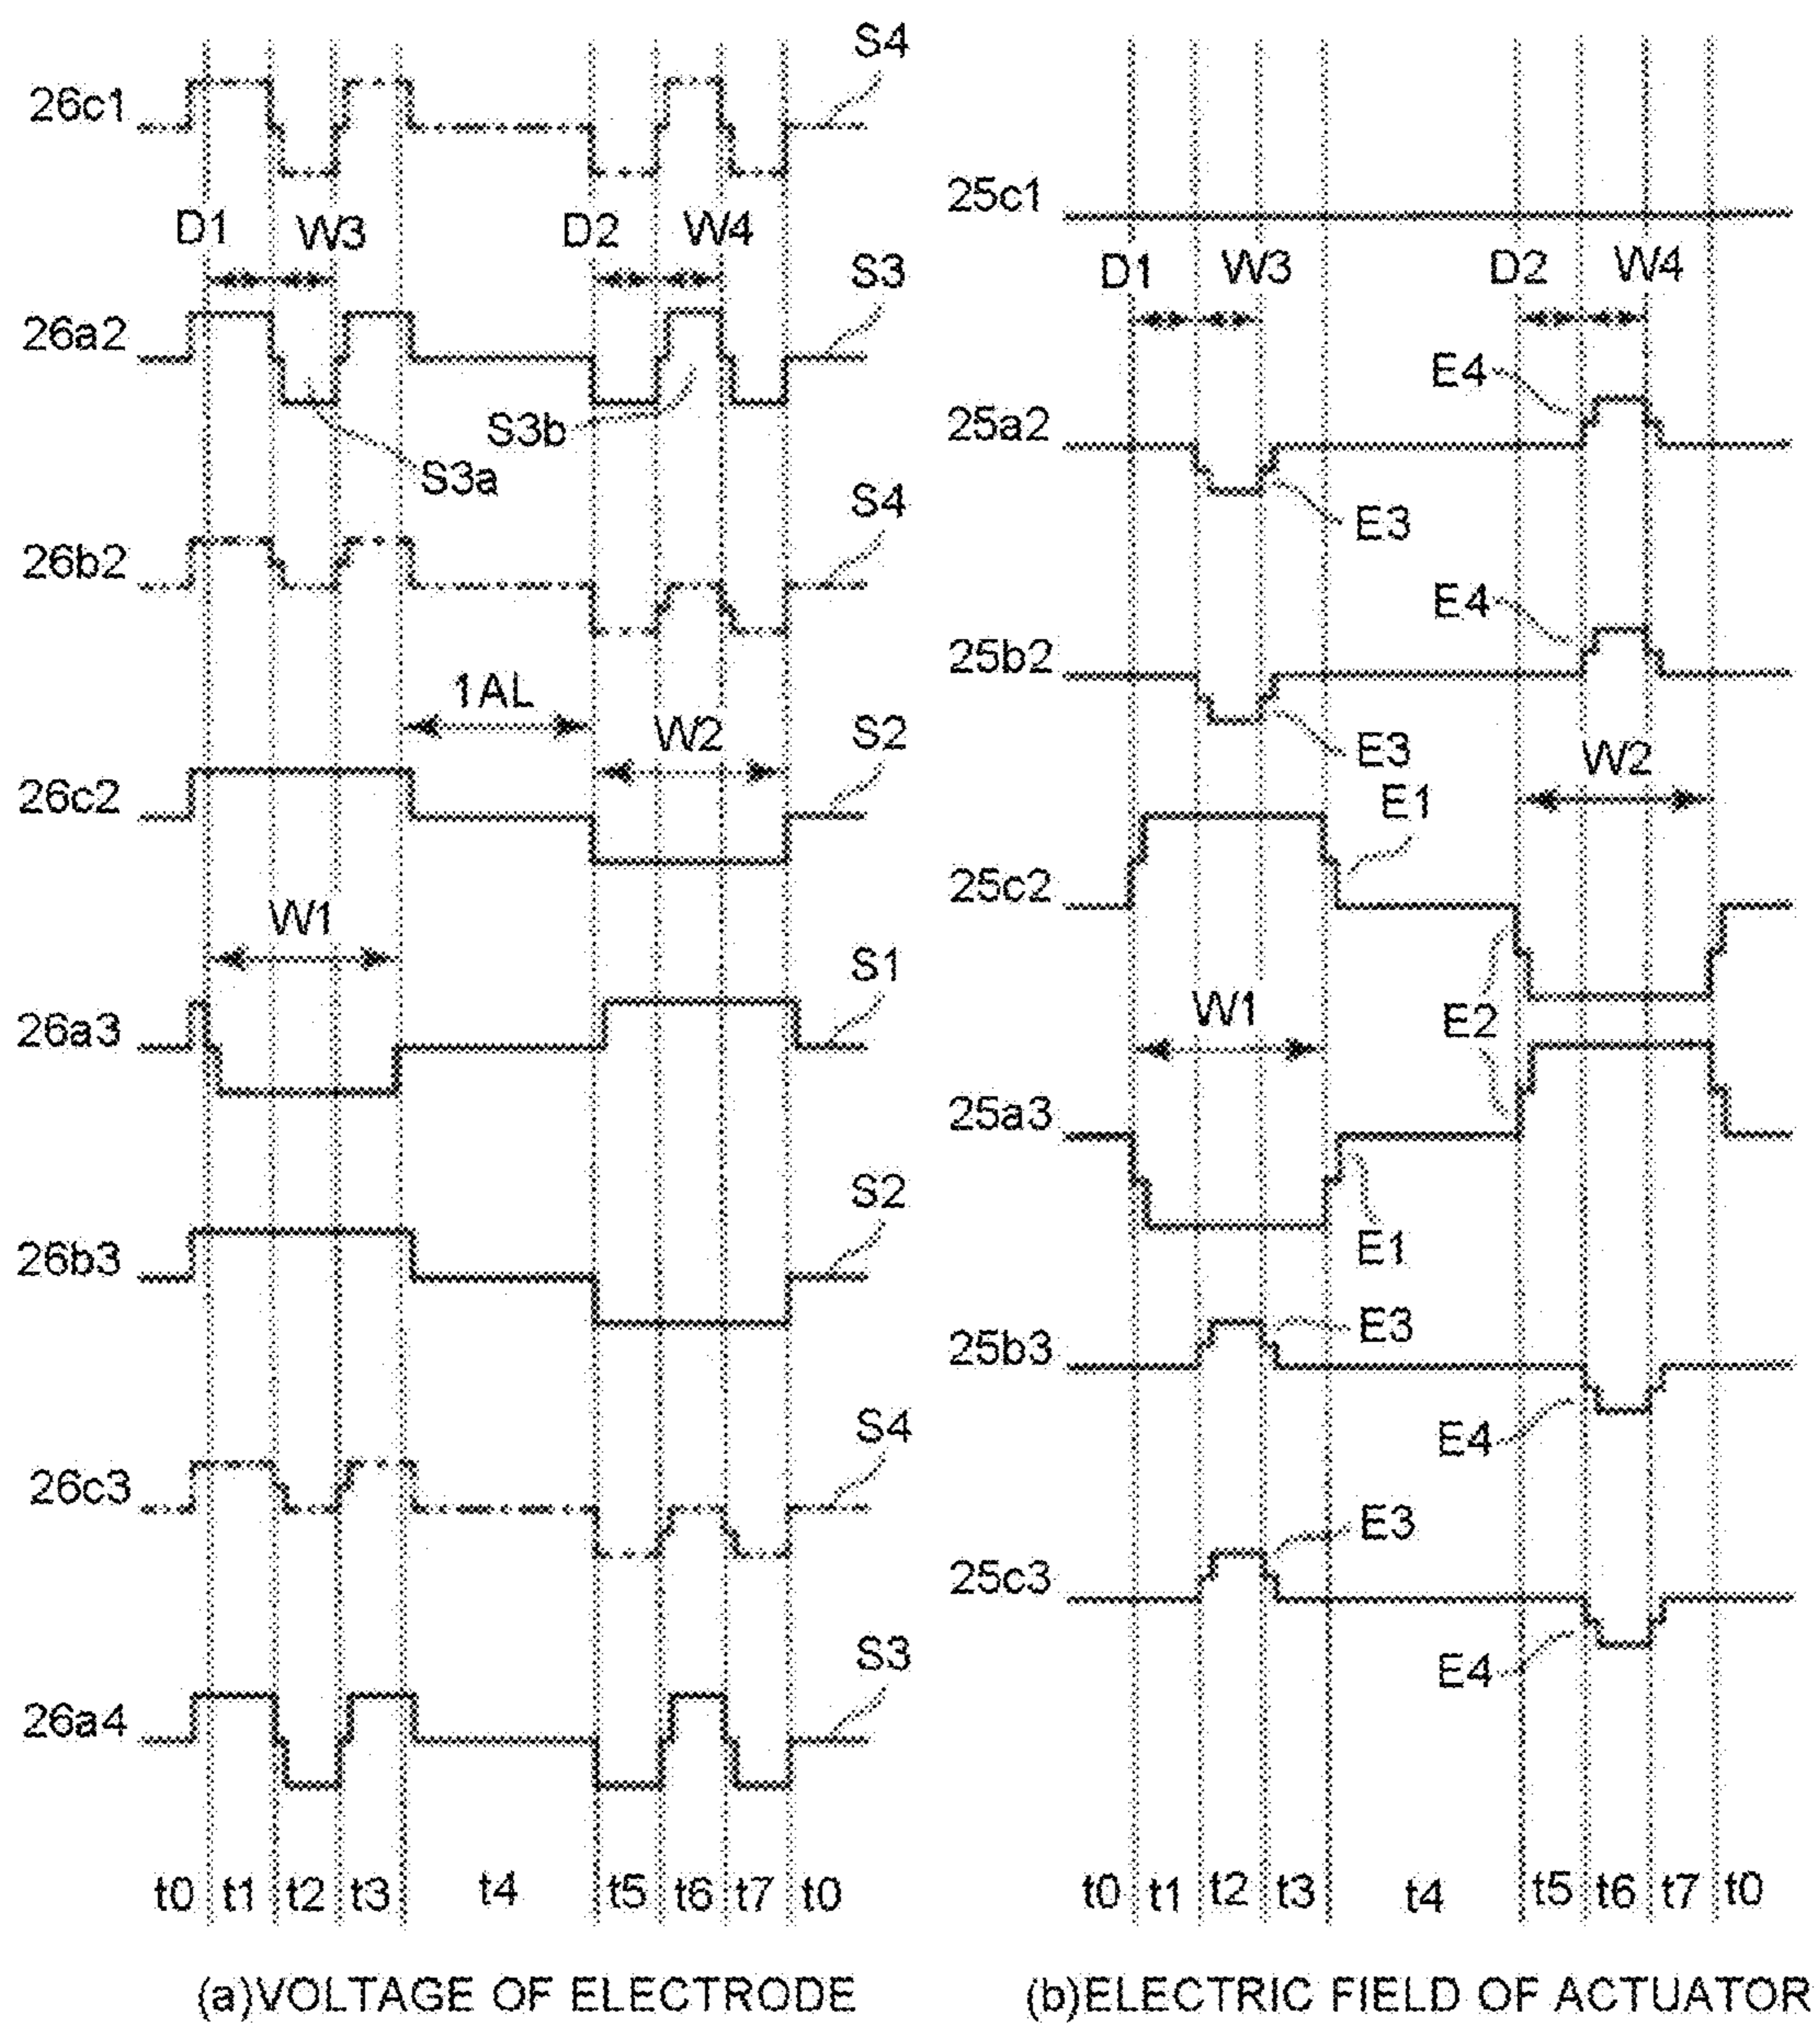 S4
26c1
D1 W3 D2 W4
S3
26a2
S3b
S3a
S4
26b2
1AL
S2
W2
26c2
W1
S1
26a3
S2
26b3
S4
26c3
S3
26a4
t0 t1 t2 t3 t4 t5 t6 t7 t0
(a)VOLTAGE OF ELECTRODE
25c1
D1 W3 D2 W4
E4
25a2
E3
E4
25b2
E3
W2
E1
25c2
W1
E2
25a3
E1
E3
25b3
E4
E3
25c3
E4
t0 t1 t2 t3 t4 t5 t6 t7 t0
(b)ELECTRIC FIELD OF ACTUATOR